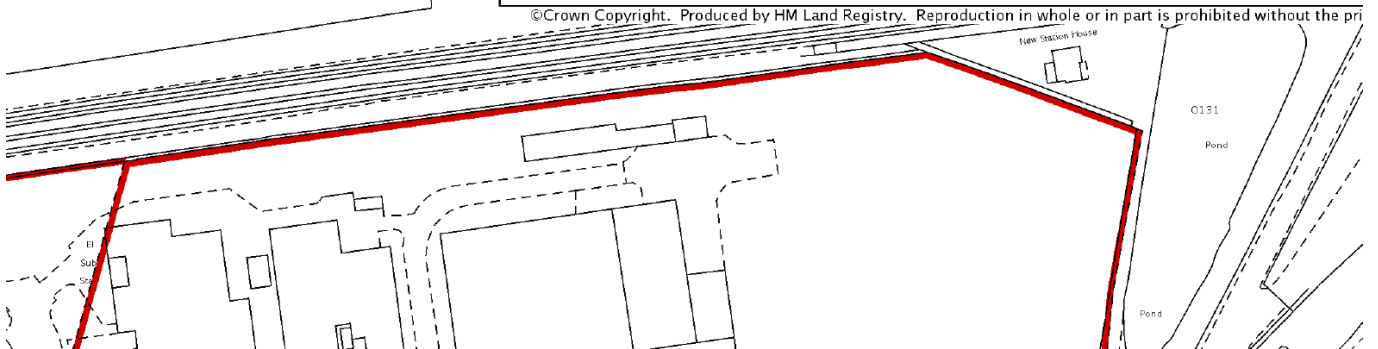 ©Crown Copyright. Produced by HM Land Registry. Reproduction in whole or in part is prohibited without the pri
New Station House
0131
Pond
El
Sub
Sta
Pond